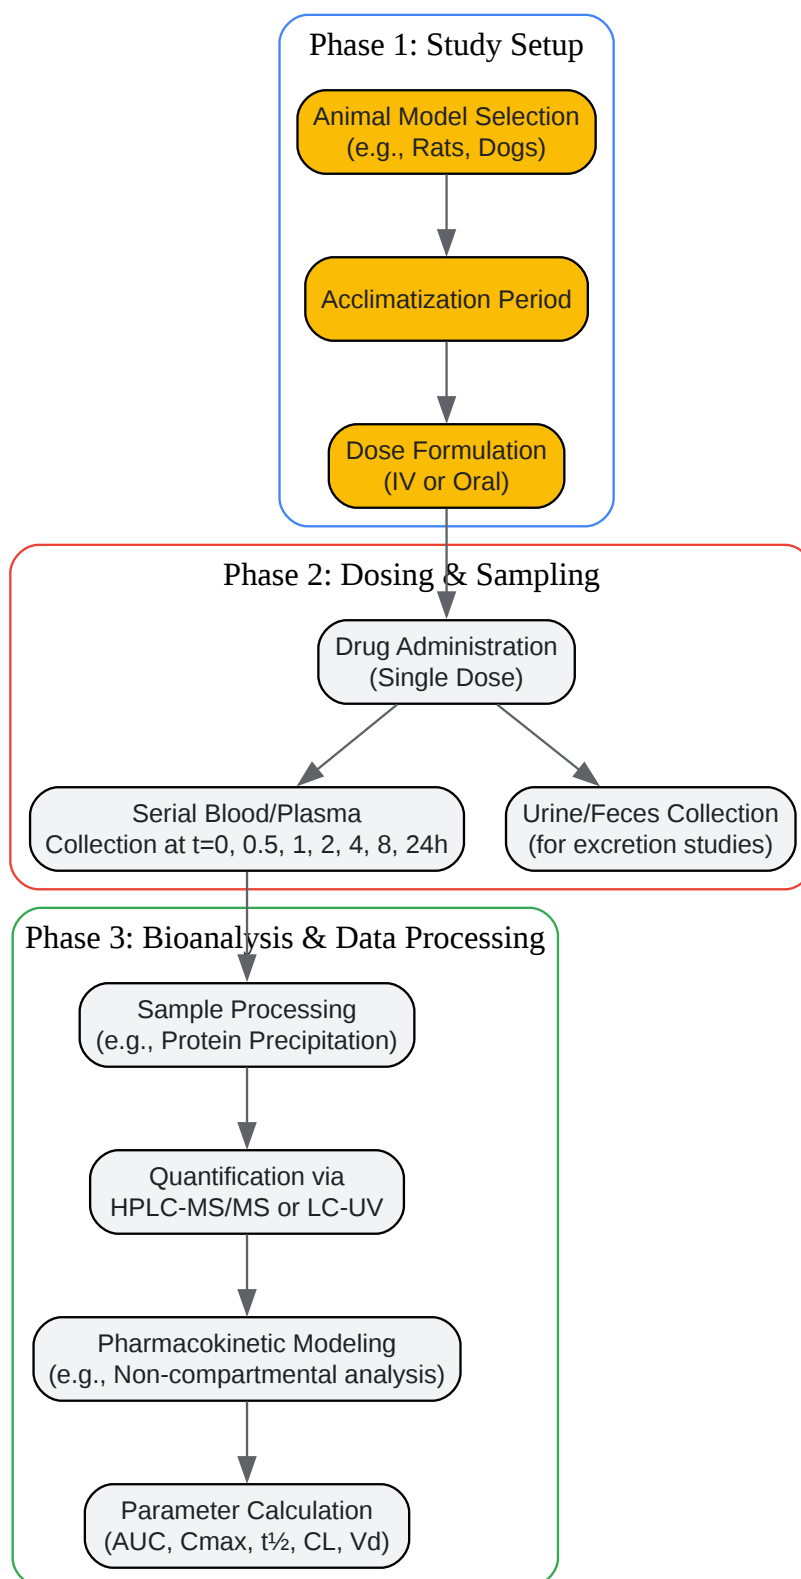 Phase 1: Study Setup
Animal Model Selection
(e.g., Rats, Dogs)
Acclimatization Period
Dose Formulation
(IV or Oral)
Phase 2: Dosing & Sampling
Drug Administration
(Single Dose)
Serial Blood/Plasma
Collection at t=0, 0.5, 1, 2, 4, 8, 24h
Urine/Feces Collection
(for excretion studies)
Phase 3: Bioanalysis & Data Processing
Sample Processing
(e.g., Protein Precipitation)
Quantification via
HPLC-MS/MS or LC-UV
Pharmacokinetic Modeling
(e.g., Non-compartmental analysis)
Parameter Calculation
(AUC, Cmax, t½, CL, Vd)